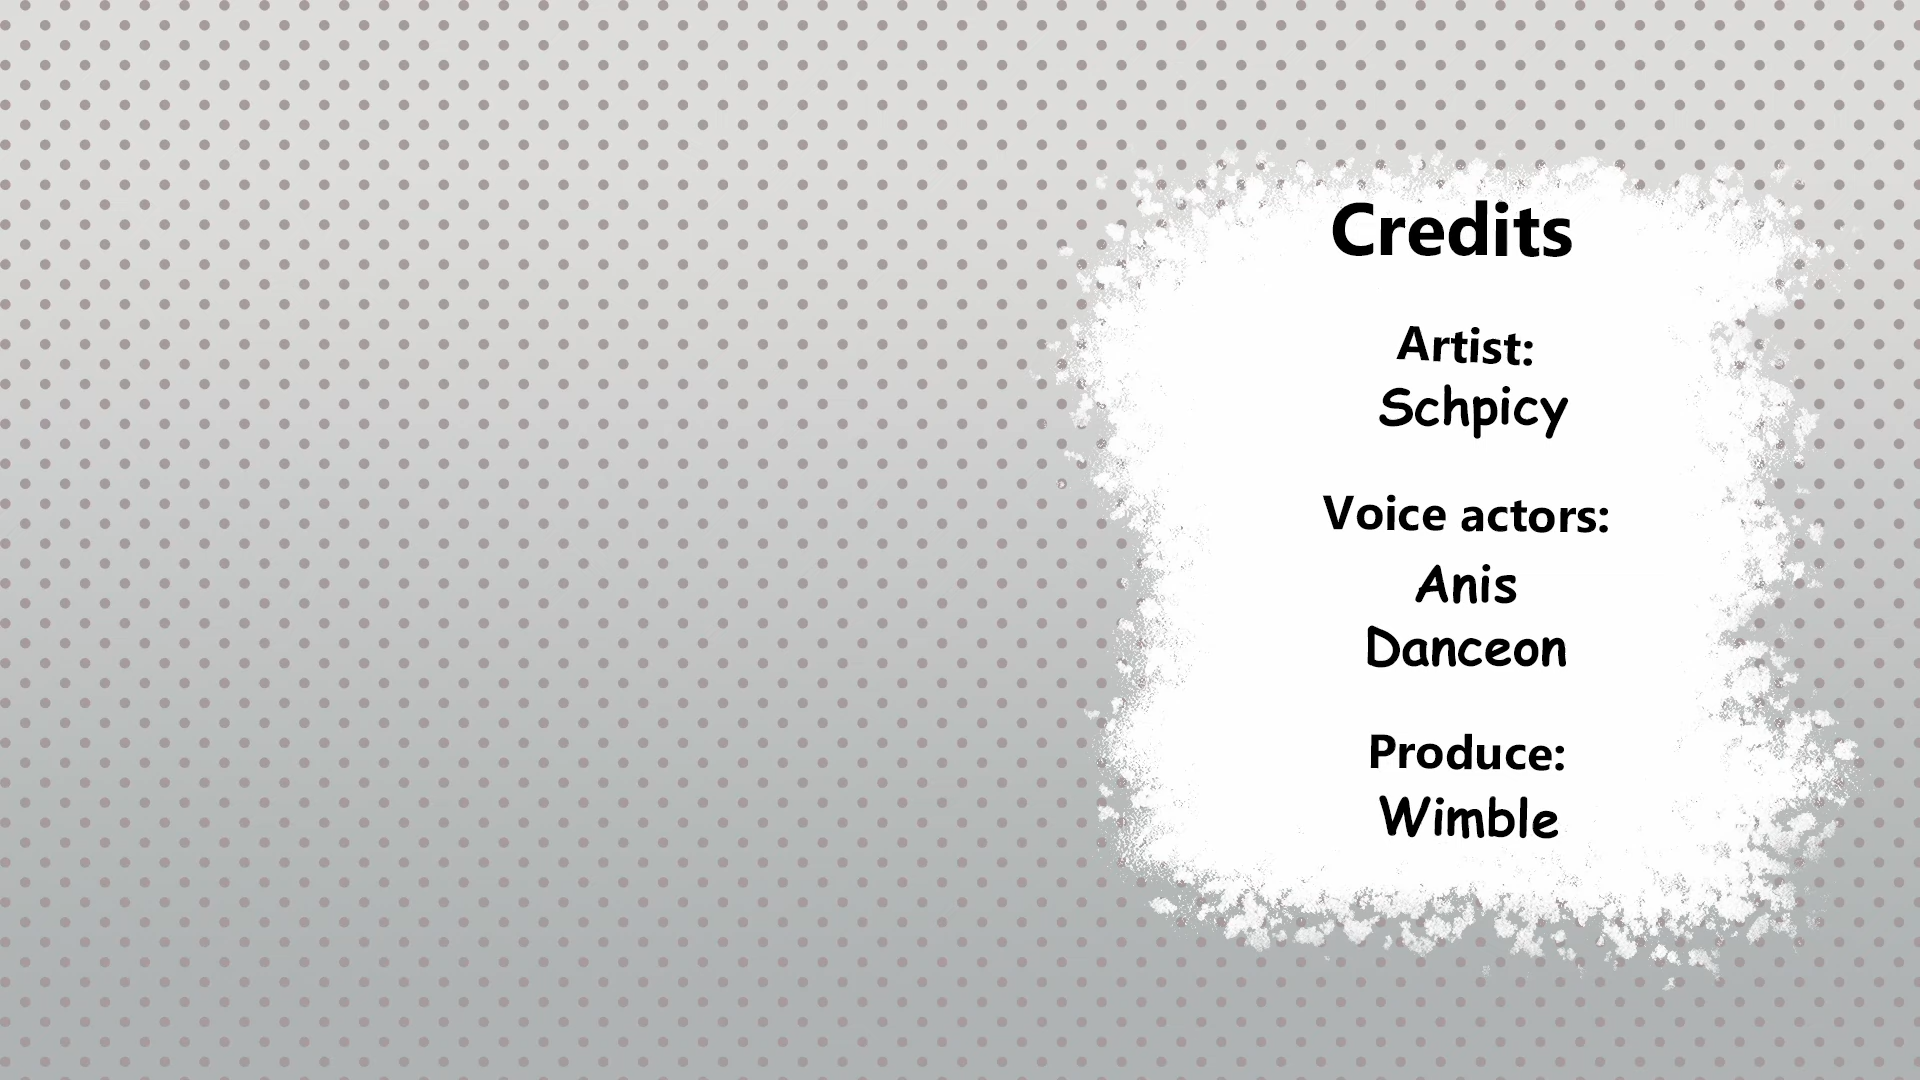 Credits
Artist:
Schpicy
Voice actors:
Anis
Danceon
Produce:
Wimble